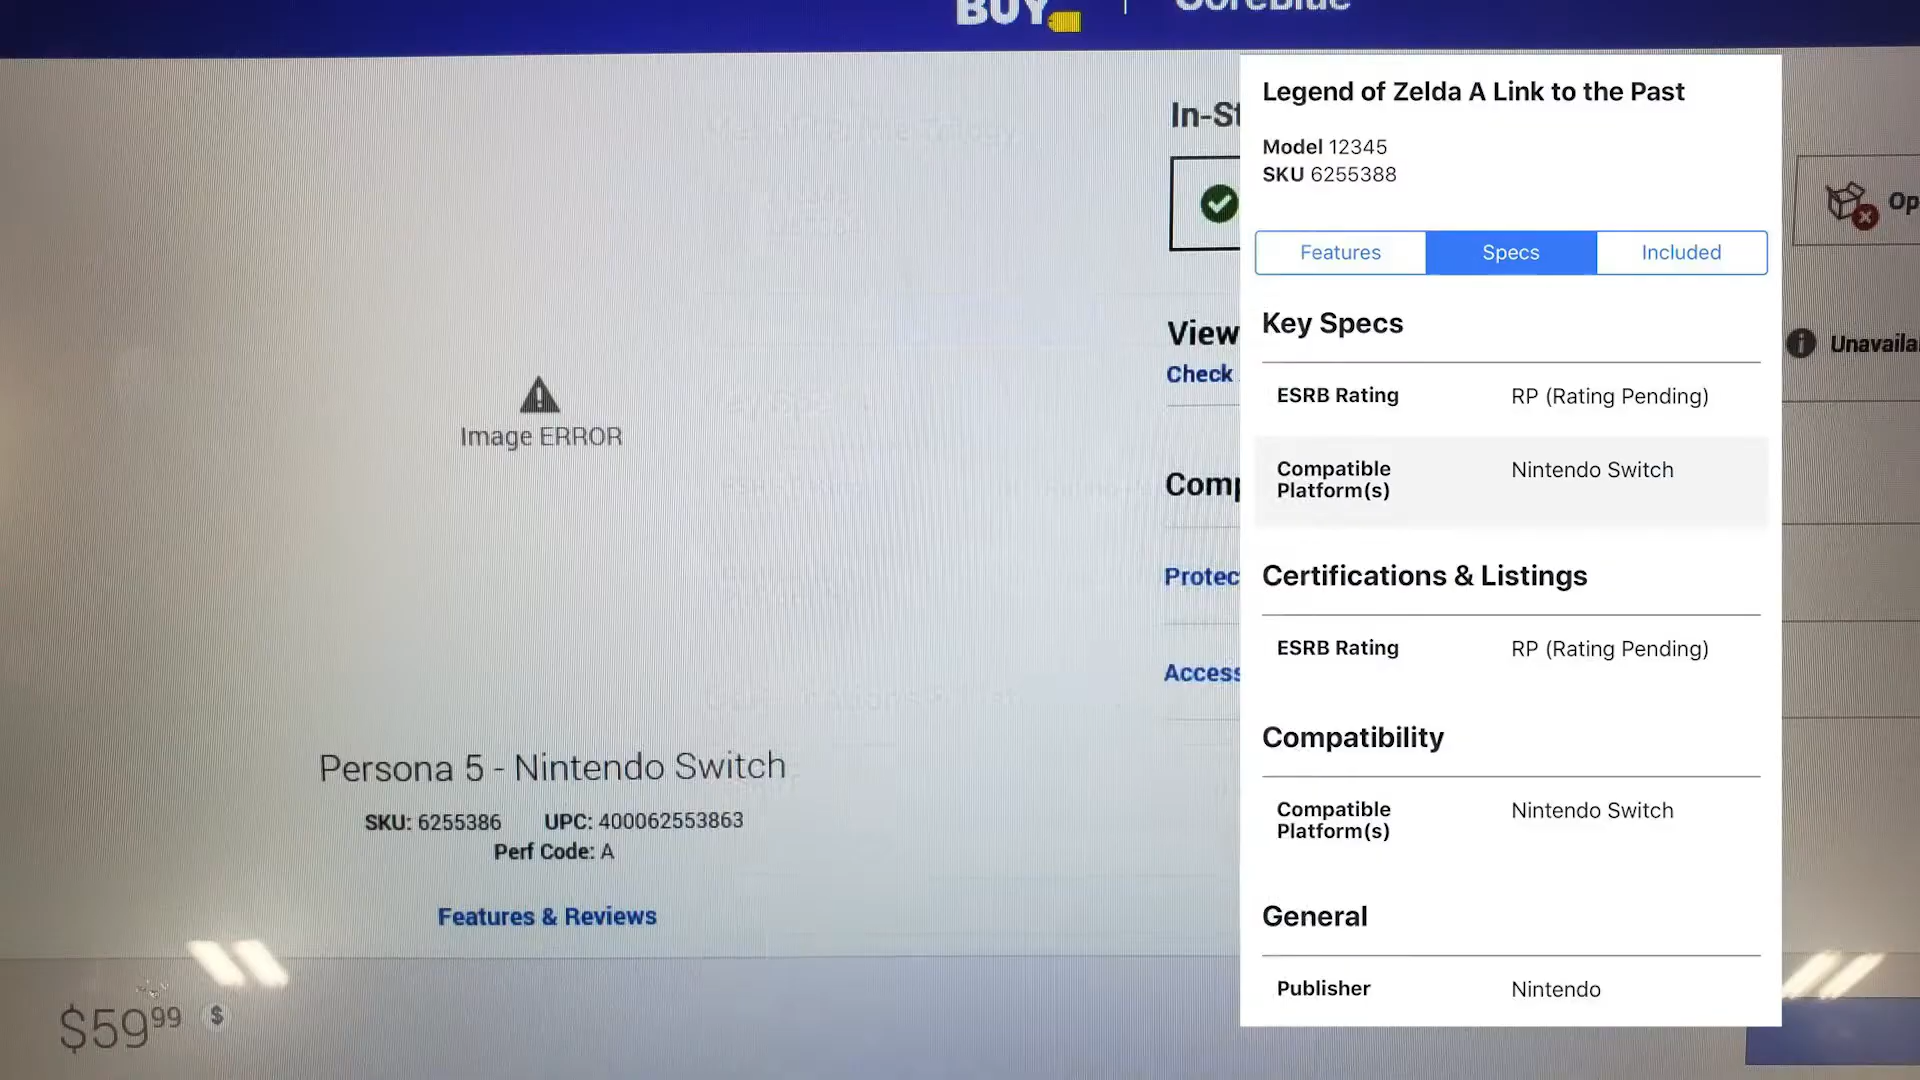 BUY
CoreBlue
In-St
Op
View
Check
Unavaila
Comp
Protec
Access
Image ERROR
Persona 5 - Nintendo Switch
SKU: 6255386 UPC: 400062553863
Perf Code: A
Features & Reviews
$59 99 $
Legend of Zelda A Link to the Past
Model 12345
SKU 6255388
Features Specs Included
Key Specs
ESRB Rating RP (Rating Pending)
Compatible Nintendo Switch
Platform(s)
Certifications & Listings
ESRB Rating RP (Rating Pending)
Compatibility
Compatible Nintendo Switch
Platform(s)
General
Publisher Nintendo